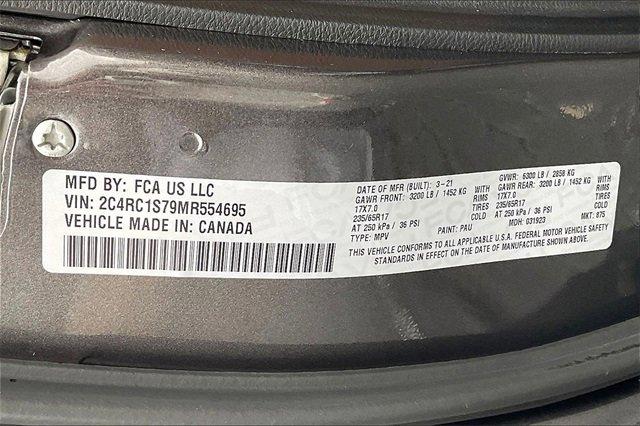 MFD BY: FCA US LLC
VIN: 2C4RC1S79MR554695
VEHICLE MADE IN: CANADA
DATE OF MFR (BUILT): 3-21 GVWR: 6300 LB / 2858 KG
GAWR FRONT: 3200 LB / 1452 KG GAWR REAR: 3200 LB / 1452 KG
17X7.0 RIMS 17X7.0 RIMS
235/65R17 TIRES 235/65R17 TIRES
AT 250 kPa / 36 PSI COLD AT 250 kPa / 36 PSI COLD
TYPE: MPV PAINT: PAU MDH: 031923 MKT: 875
THIS VEHICLE CONFORMS TO ALL APPLICABLE U.S.A. FEDERAL MOTOR VEHICLE SAFETY
STANDARDS IN EFFECT ON THE DATE OF MANUFACTURE SHOWN ABOVE.